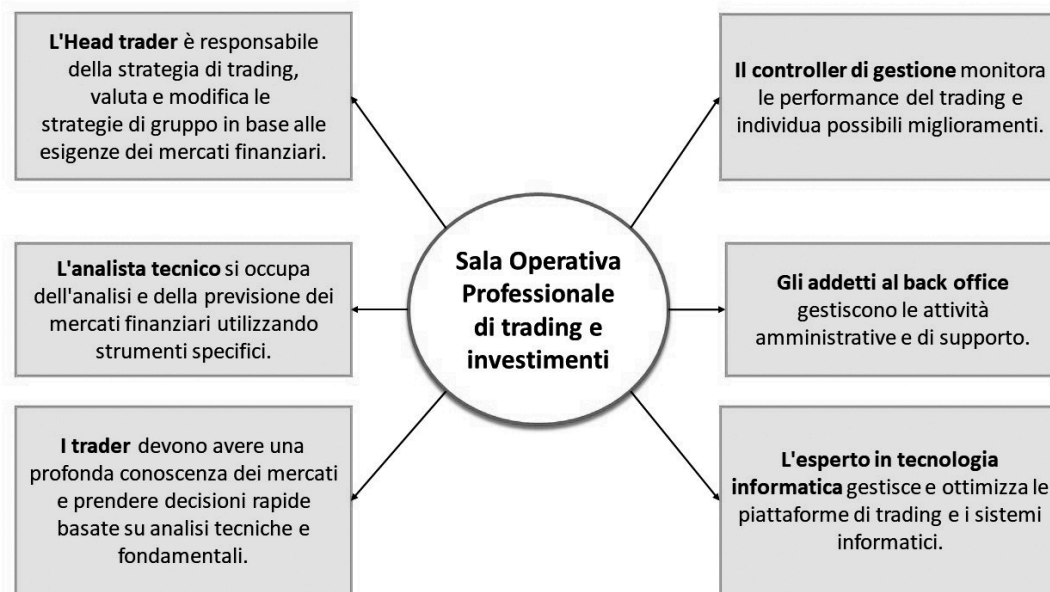 L'Head trader è responsabile
della strategia di trading,
valuta e modifica le
strategie di gruppo in base alle
esigenze dei mercati finanziari.
L'analista tecnico si occupa
dell'analisi e della previsione dei
mercati finanziari utilizzando
strumenti specifici.
I trader devono avere una
profonda conoscenza dei mercati
e prendere decisioni rapide
basate su analisi tecniche e
fondamentali.
Sala Operativa
Professionale
di trading e
investimenti
Il controller di gestione monitora
le performance del trading e
individua possibili miglioramenti.
Gli addetti al back office
gestiscono le attività
amministrative e di supporto.
L'esperto in tecnologia
informatica gestisce e ottimizza le
piattaforme di trading e i sistemi
informatici.